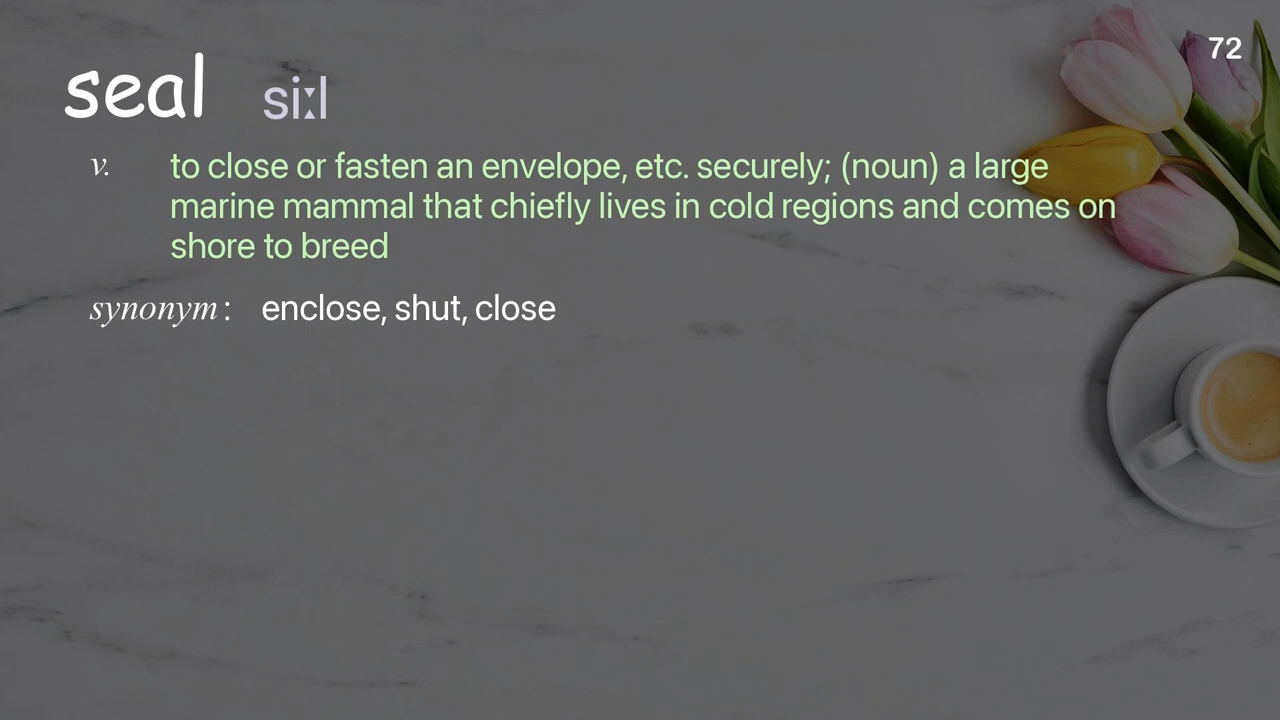 72
seal siːl
v. to close or fasten an envelope, etc. securely; (noun) a large
marine mammal that chiefly lives in cold regions and comes on
shore to breed
synonym : enclose, shut, close